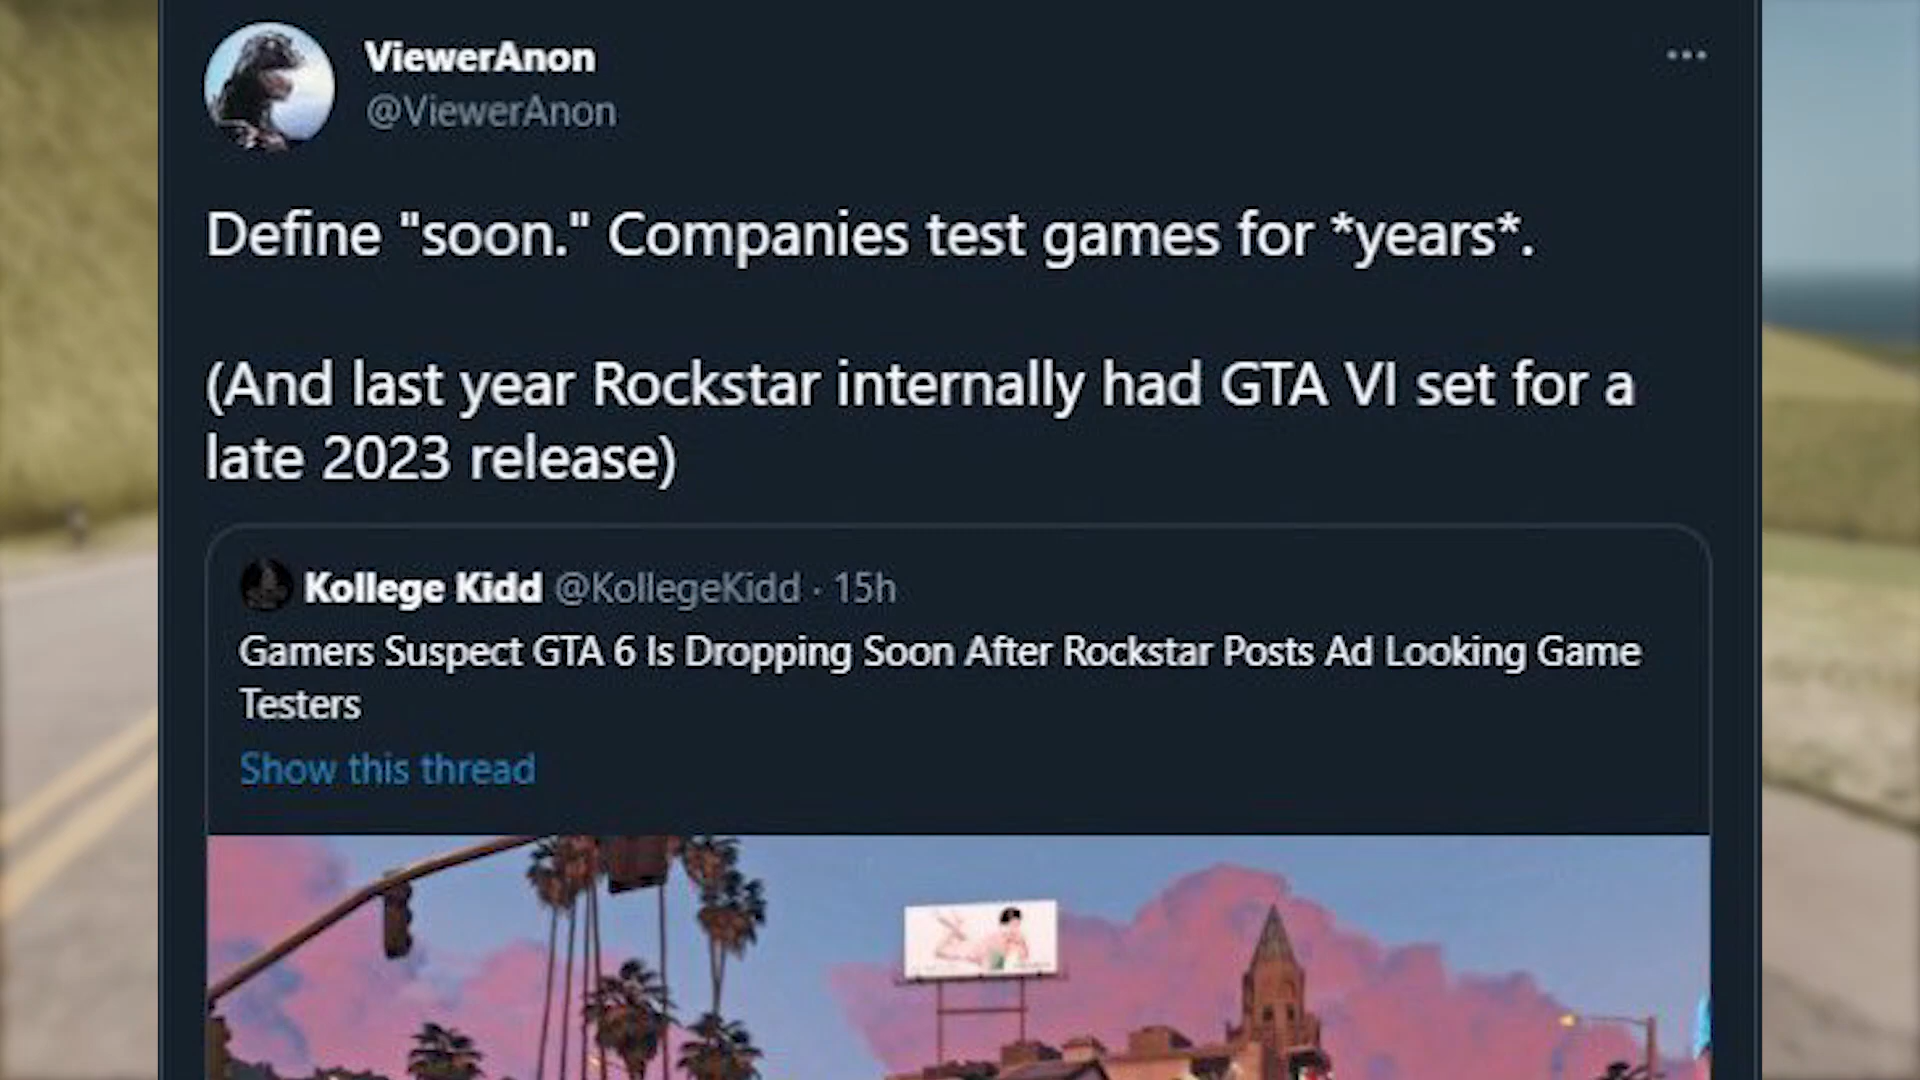 ViewerAnon
@ViewerAnon
Define "soon." Companies test games for *years*.
(And last year Rockstar internally had GTA VI set for a
late 2023 release)
Kollege Kidd @KollegeKidd · 15h
Gamers Suspect GTA 6 Is Dropping Soon After Rockstar Posts Ad Looking Game
Testers
Show this thread